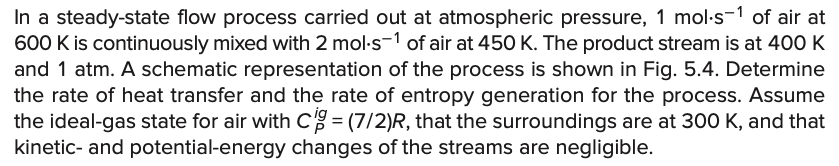 In a steady-state flow process carried out at atmospheric pressure, 1 mol·s⁻¹ of air at
600 K is continuously mixed with 2 mol·s⁻¹ of air at 450 K. The product stream is at 400 K
and 1 atm. A schematic representation of the process is shown in Fig. 5.4. Determine
the rate of heat transfer and the rate of entropy generation for the process. Assume
the ideal-gas state for air with C_P^{ig} = (7/2)R, that the surroundings are at 300 K, and that
kinetic- and potential-energy changes of the streams are negligible.